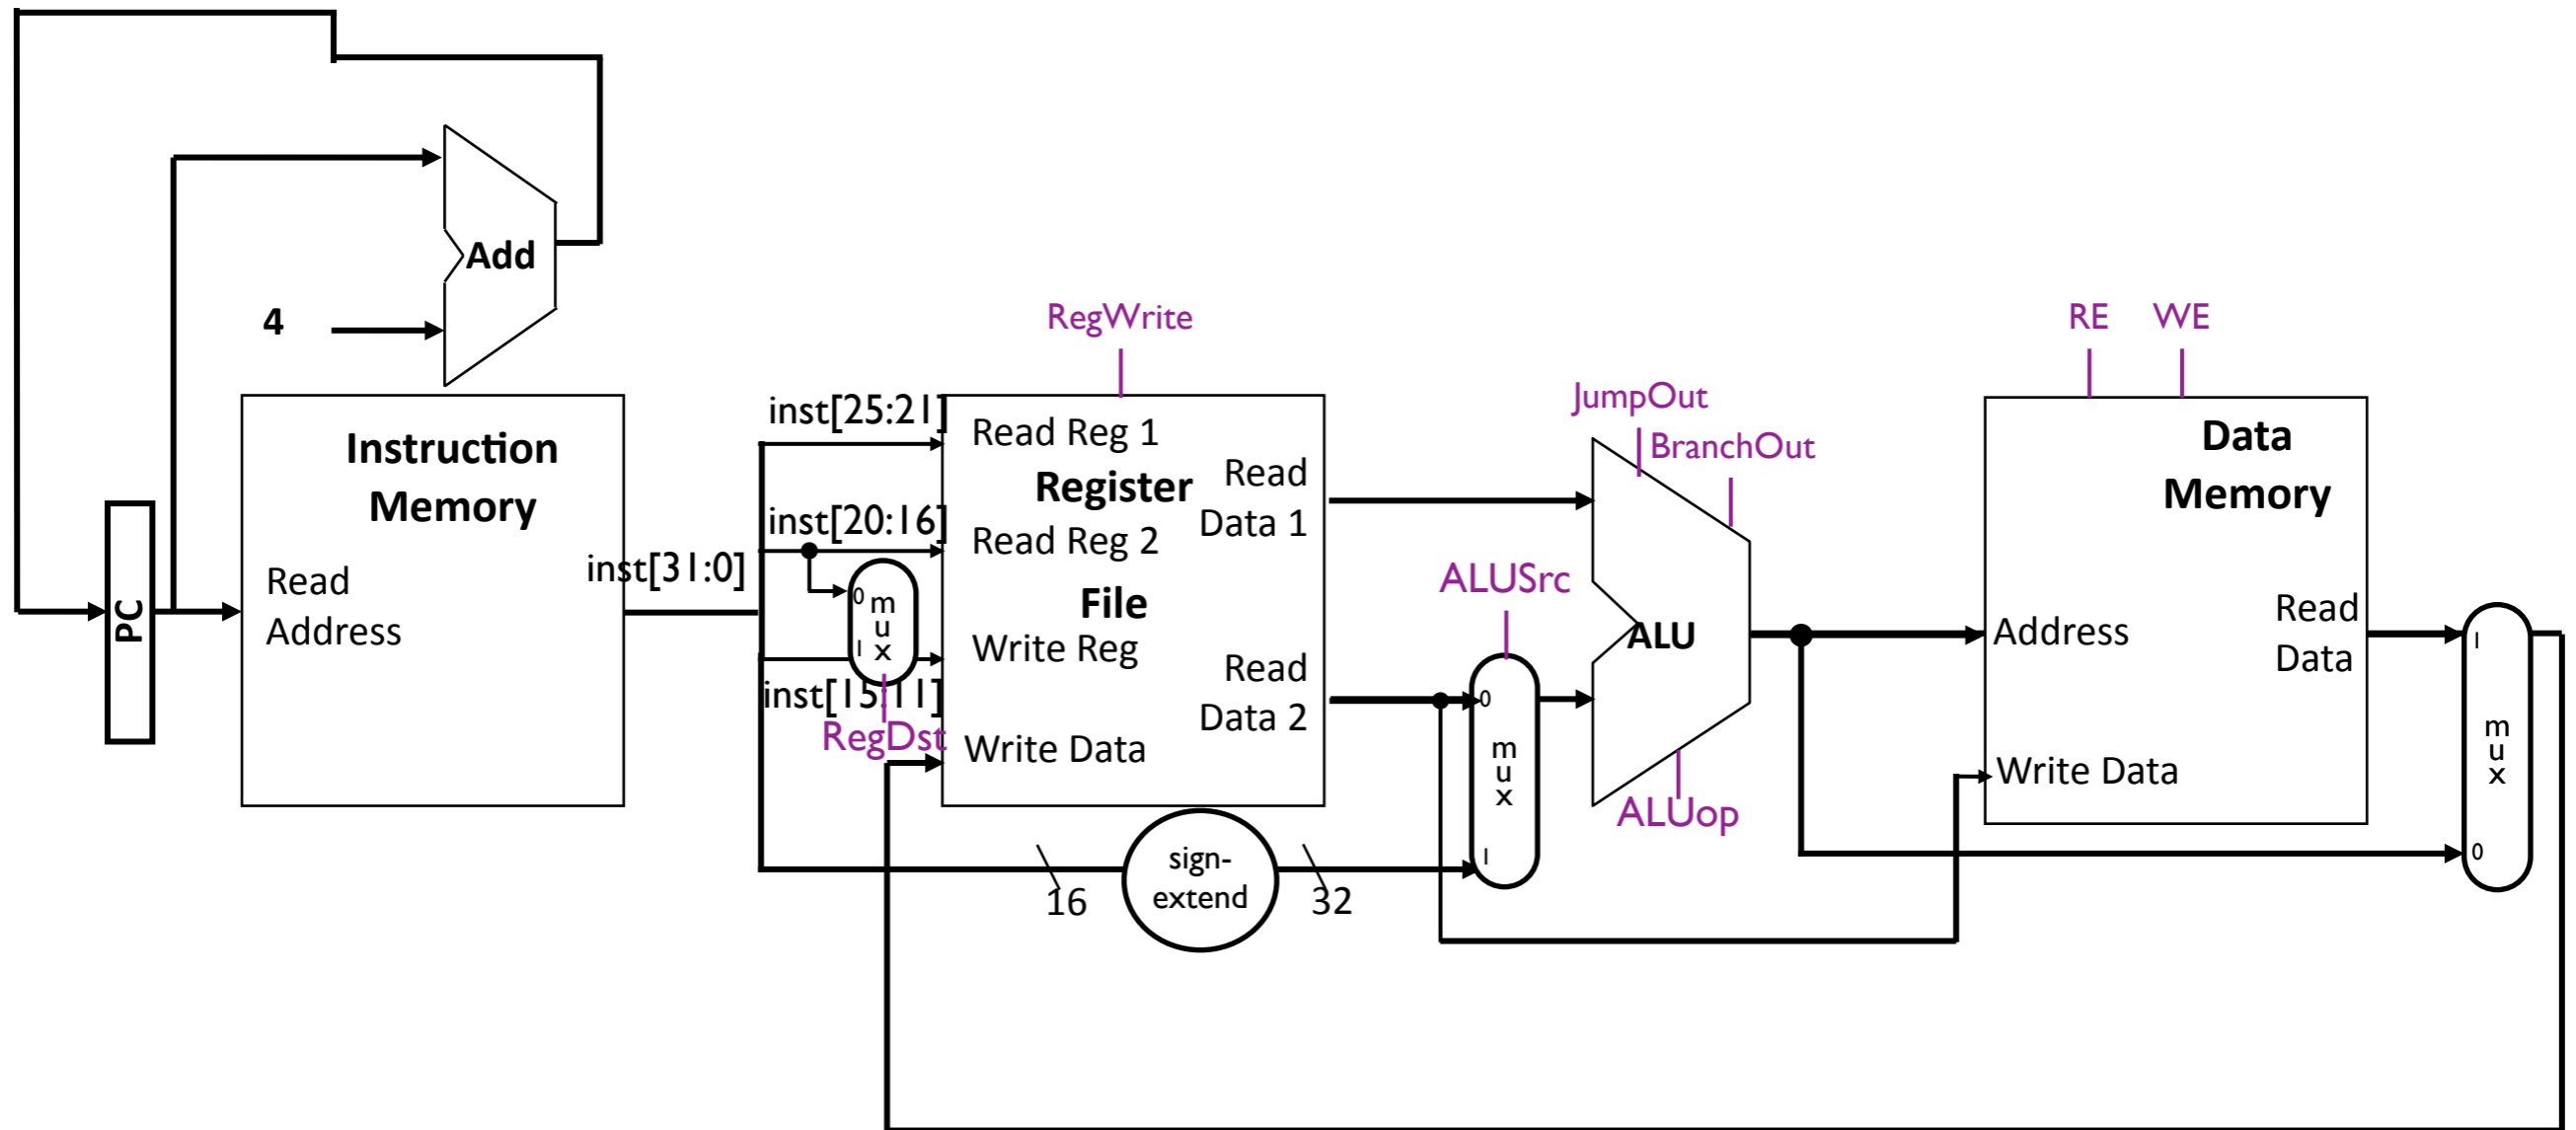 Add
4
RegWrite
RE
WE
JumpOut
BranchOut
inst[25:21]
Read Reg 1
Instruction
Memory
Data
Memory
Register
File
Read
Data 1
inst[20:16]
Read Reg 2
inst[31:0]
Read
Address
PC
0
m
u
x
1
ALUSrc
Write Reg
ALU
Address
Read
Data
1
inst[15:11]
Read
Data 2
0
RegDst
Write Data
m
u
x
m
u
x
Write Data
ALUop
sign-
extend
1
0
16
32